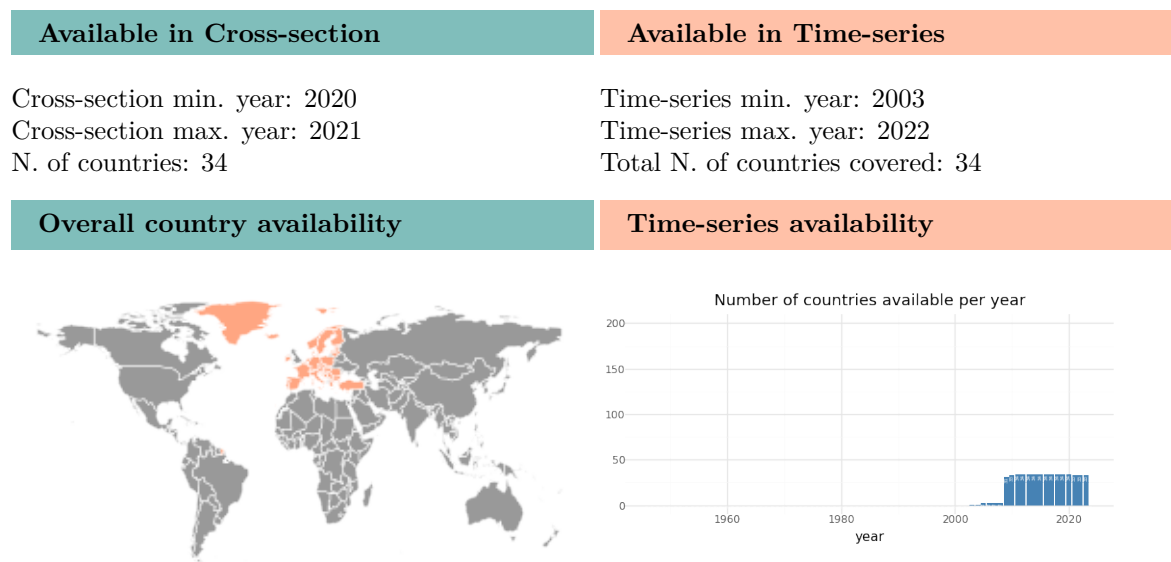 Available in Cross-section
Available in Time-series
Cross-section min. year: 2020
Cross-section max. year: 2021
N. of countries: 34
Time-series min. year: 2003
Time-series max. year: 2022
Total N. of countries covered: 34
Overall country availability
Time-series availability
Number of countries available per year
200
150
100
50
0
1960
1980
2000
2020
year